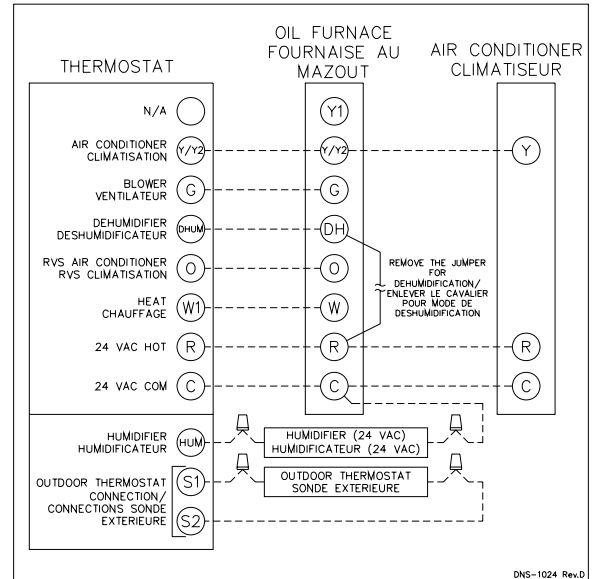 OIL FURNACE
FOURNAISE AU
MAZOUT
AIR CONDITIONER
CLIMATISEUR
THERMOSTAT
N/A
Y1
AIR CONDITIONER
CLIMATISATION
Y/Y2
Y/Y2
Y
BLOWER
VENTILATEUR
G
G
DEHUMIDIFIER
DESHUMIDIFICATEUR
DHUM
DH
REMOVE THE JUMPER
FOR
DEHUMIDIFICATION/
ENLEVER LE CAVALIER
POUR MODE DE
DESHUMIDIFICATION
RVS AIR CONDITIONER
RVS CLIMATISATION
O
O
HEAT
CHAUFFAGE
W1
W
24 VAC HOT
R
R
R
24 VAC COM
C
C
C
HUMIDIFIER
HUMIDIFICATEUR
HUM
HUMIDIFIER (24 VAC)
HUMIDIFICATEUR (24 VAC)
OUTDOOR THERMOSTAT
CONNECTION/
CONNECTIONS SONDE
EXTERIEURE
S1
S2
OUTDOOR THERMOSTAT
SONDE EXTERIEURE
DNS-1024 Rev.D